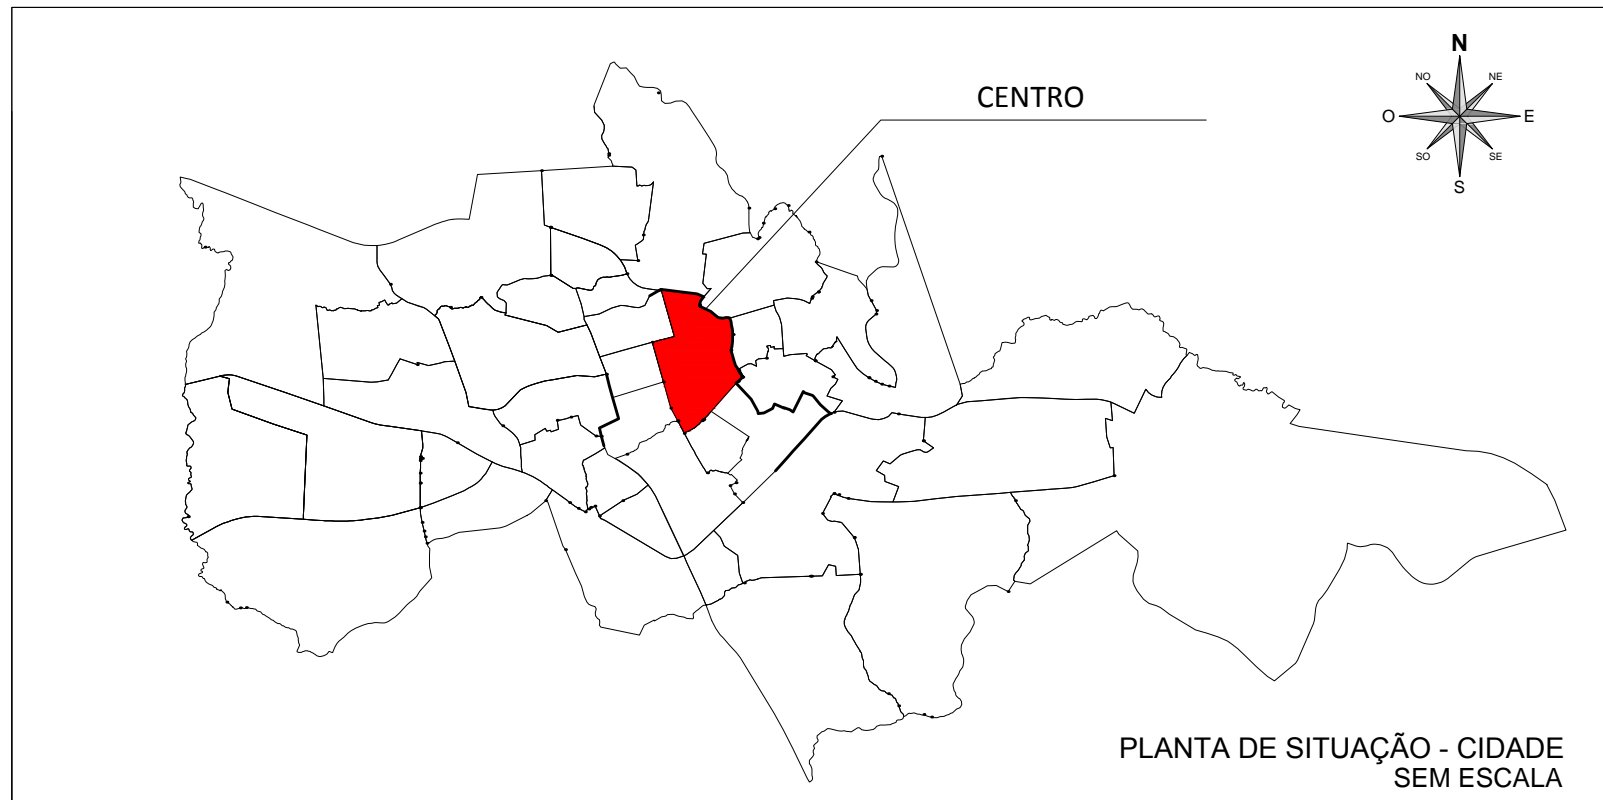 N
NO NE
CENTRO
O E
SO SE
S
PLANTA DE SITUAÇÃO - CIDADE
SEM ESCALA